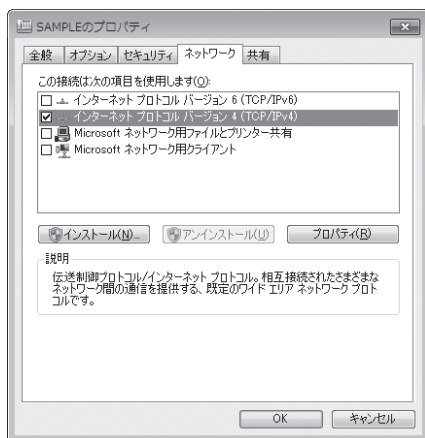 SAMPLEのプロパティ
全般 オプション セキュリティ ネットワーク 共有
この接続は次の項目を使用します(O):
インターネット プロトコル バージョン 6 (TCP/IPv6)
インターネット プロトコル バージョン 4 (TCP/IPv4)
Microsoft ネットワーク用ファイルとプリンター共有
Microsoft ネットワーク用クライアント
インストール(N)... アンインストール(U) プロパティ(R)
説明
伝送制御プロトコル/インターネット プロトコル。相互接続されたさまざまな
ネットワーク間の通信を提供する、既定のワイド エリア ネットワーク プロト
コルです。
OK キャンセル